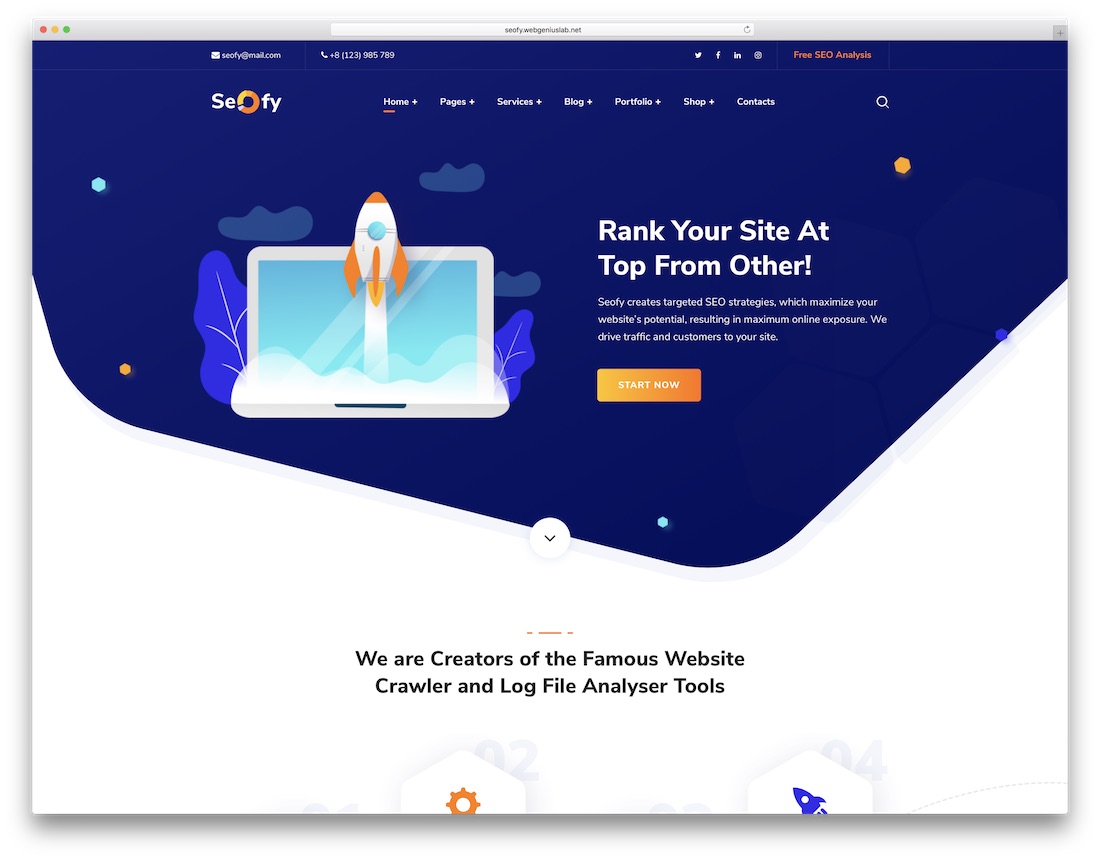 seofy.webgeniuslab.net
seofy@mail.com
+8 (123) 985 789
Free SEO Analysis
Seofy
Home +
Pages +
Services +
Blog +
Portfolio +
Shop +
Contacts
Rank Your Site At
Top From Other!
Seofy creates targeted SEO strategies, which maximize your
website's potential, resulting in maximum online exposure. We
drive traffic and customers to your site.
START NOW
We are Creators of the Famous Website
Crawler and Log File Analyser Tools
01
02
03
04